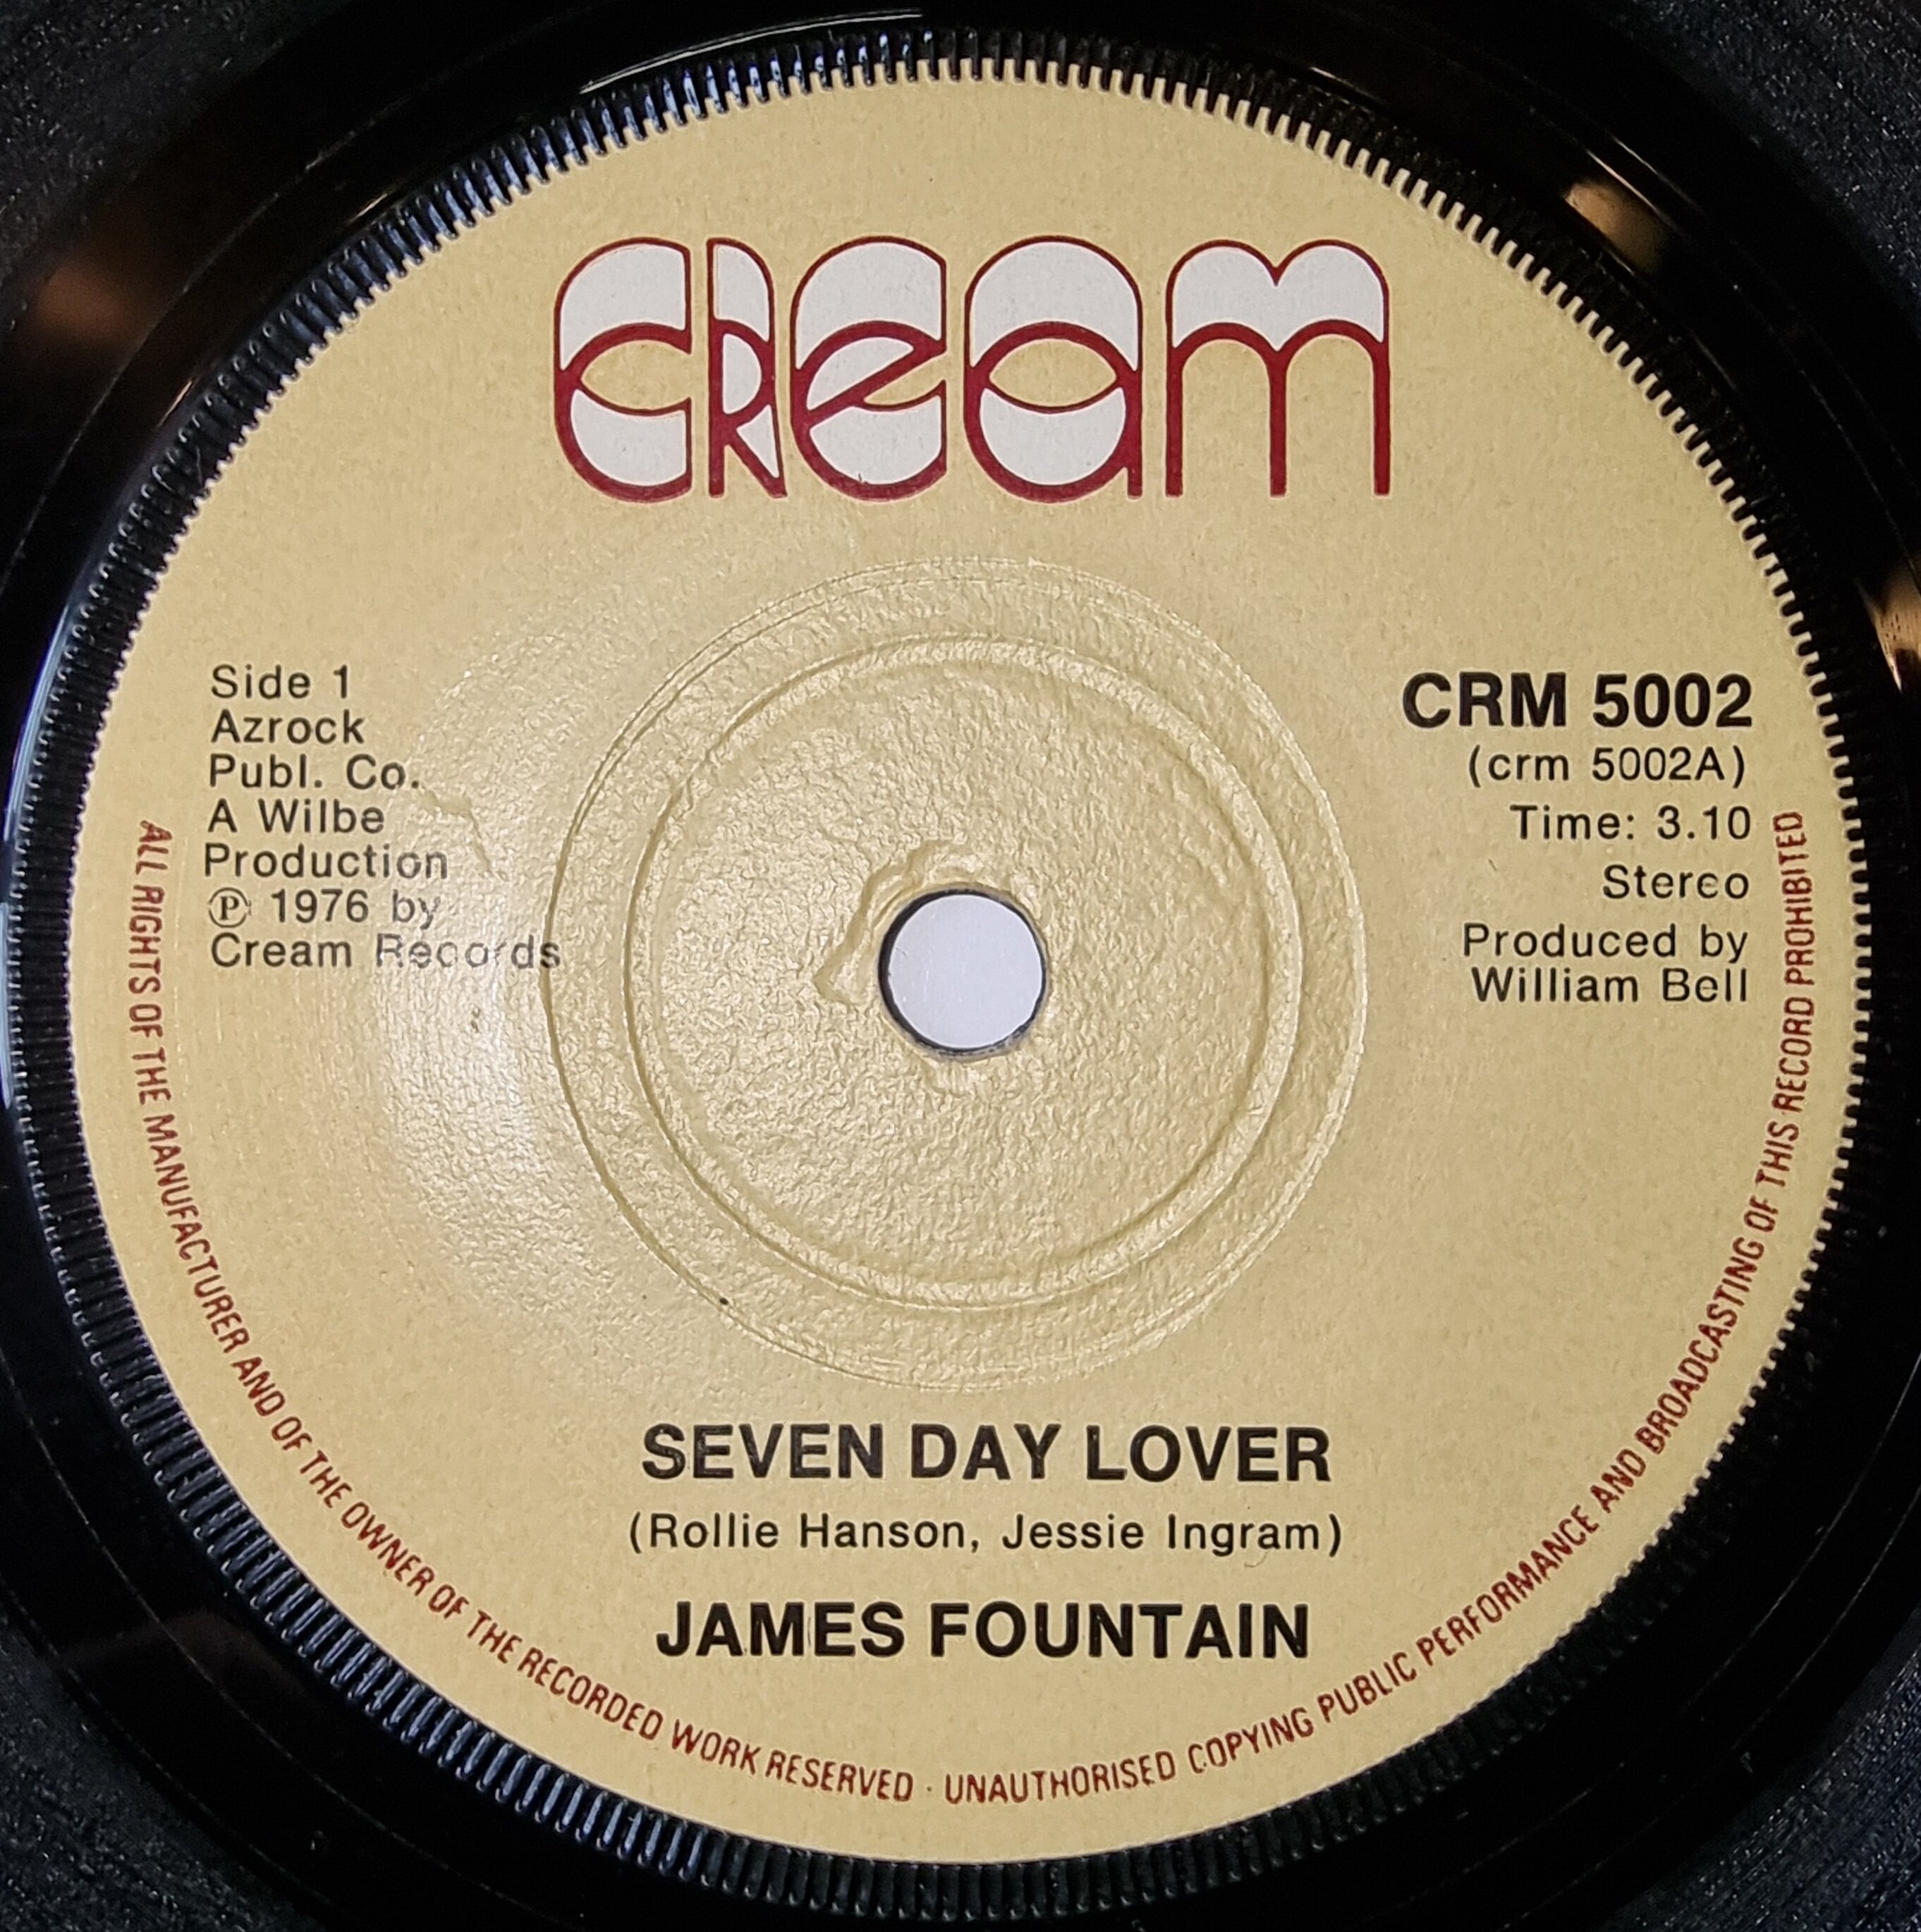 CReam
Side 1
Azrock
Publ. Co.
A Wilbe
Production
Ⓟ 1976 by
Cream Records
CRM 5002
(crm 5002A)
Time: 3.10
Stereo
Produced by
William Bell
SEVEN DAY LOVER
(Rollie Hanson, Jessie Ingram)
JAMES FOUNTAIN
ALL RIGHTS OF THE MANUFACTURER AND OF THE OWNER OF THE RECORDED WORK RESERVED · UNAUTHORISED COPYING PUBLIC PERFORMANCE AND BROADCASTING OF THIS RECORD PROHIBITED